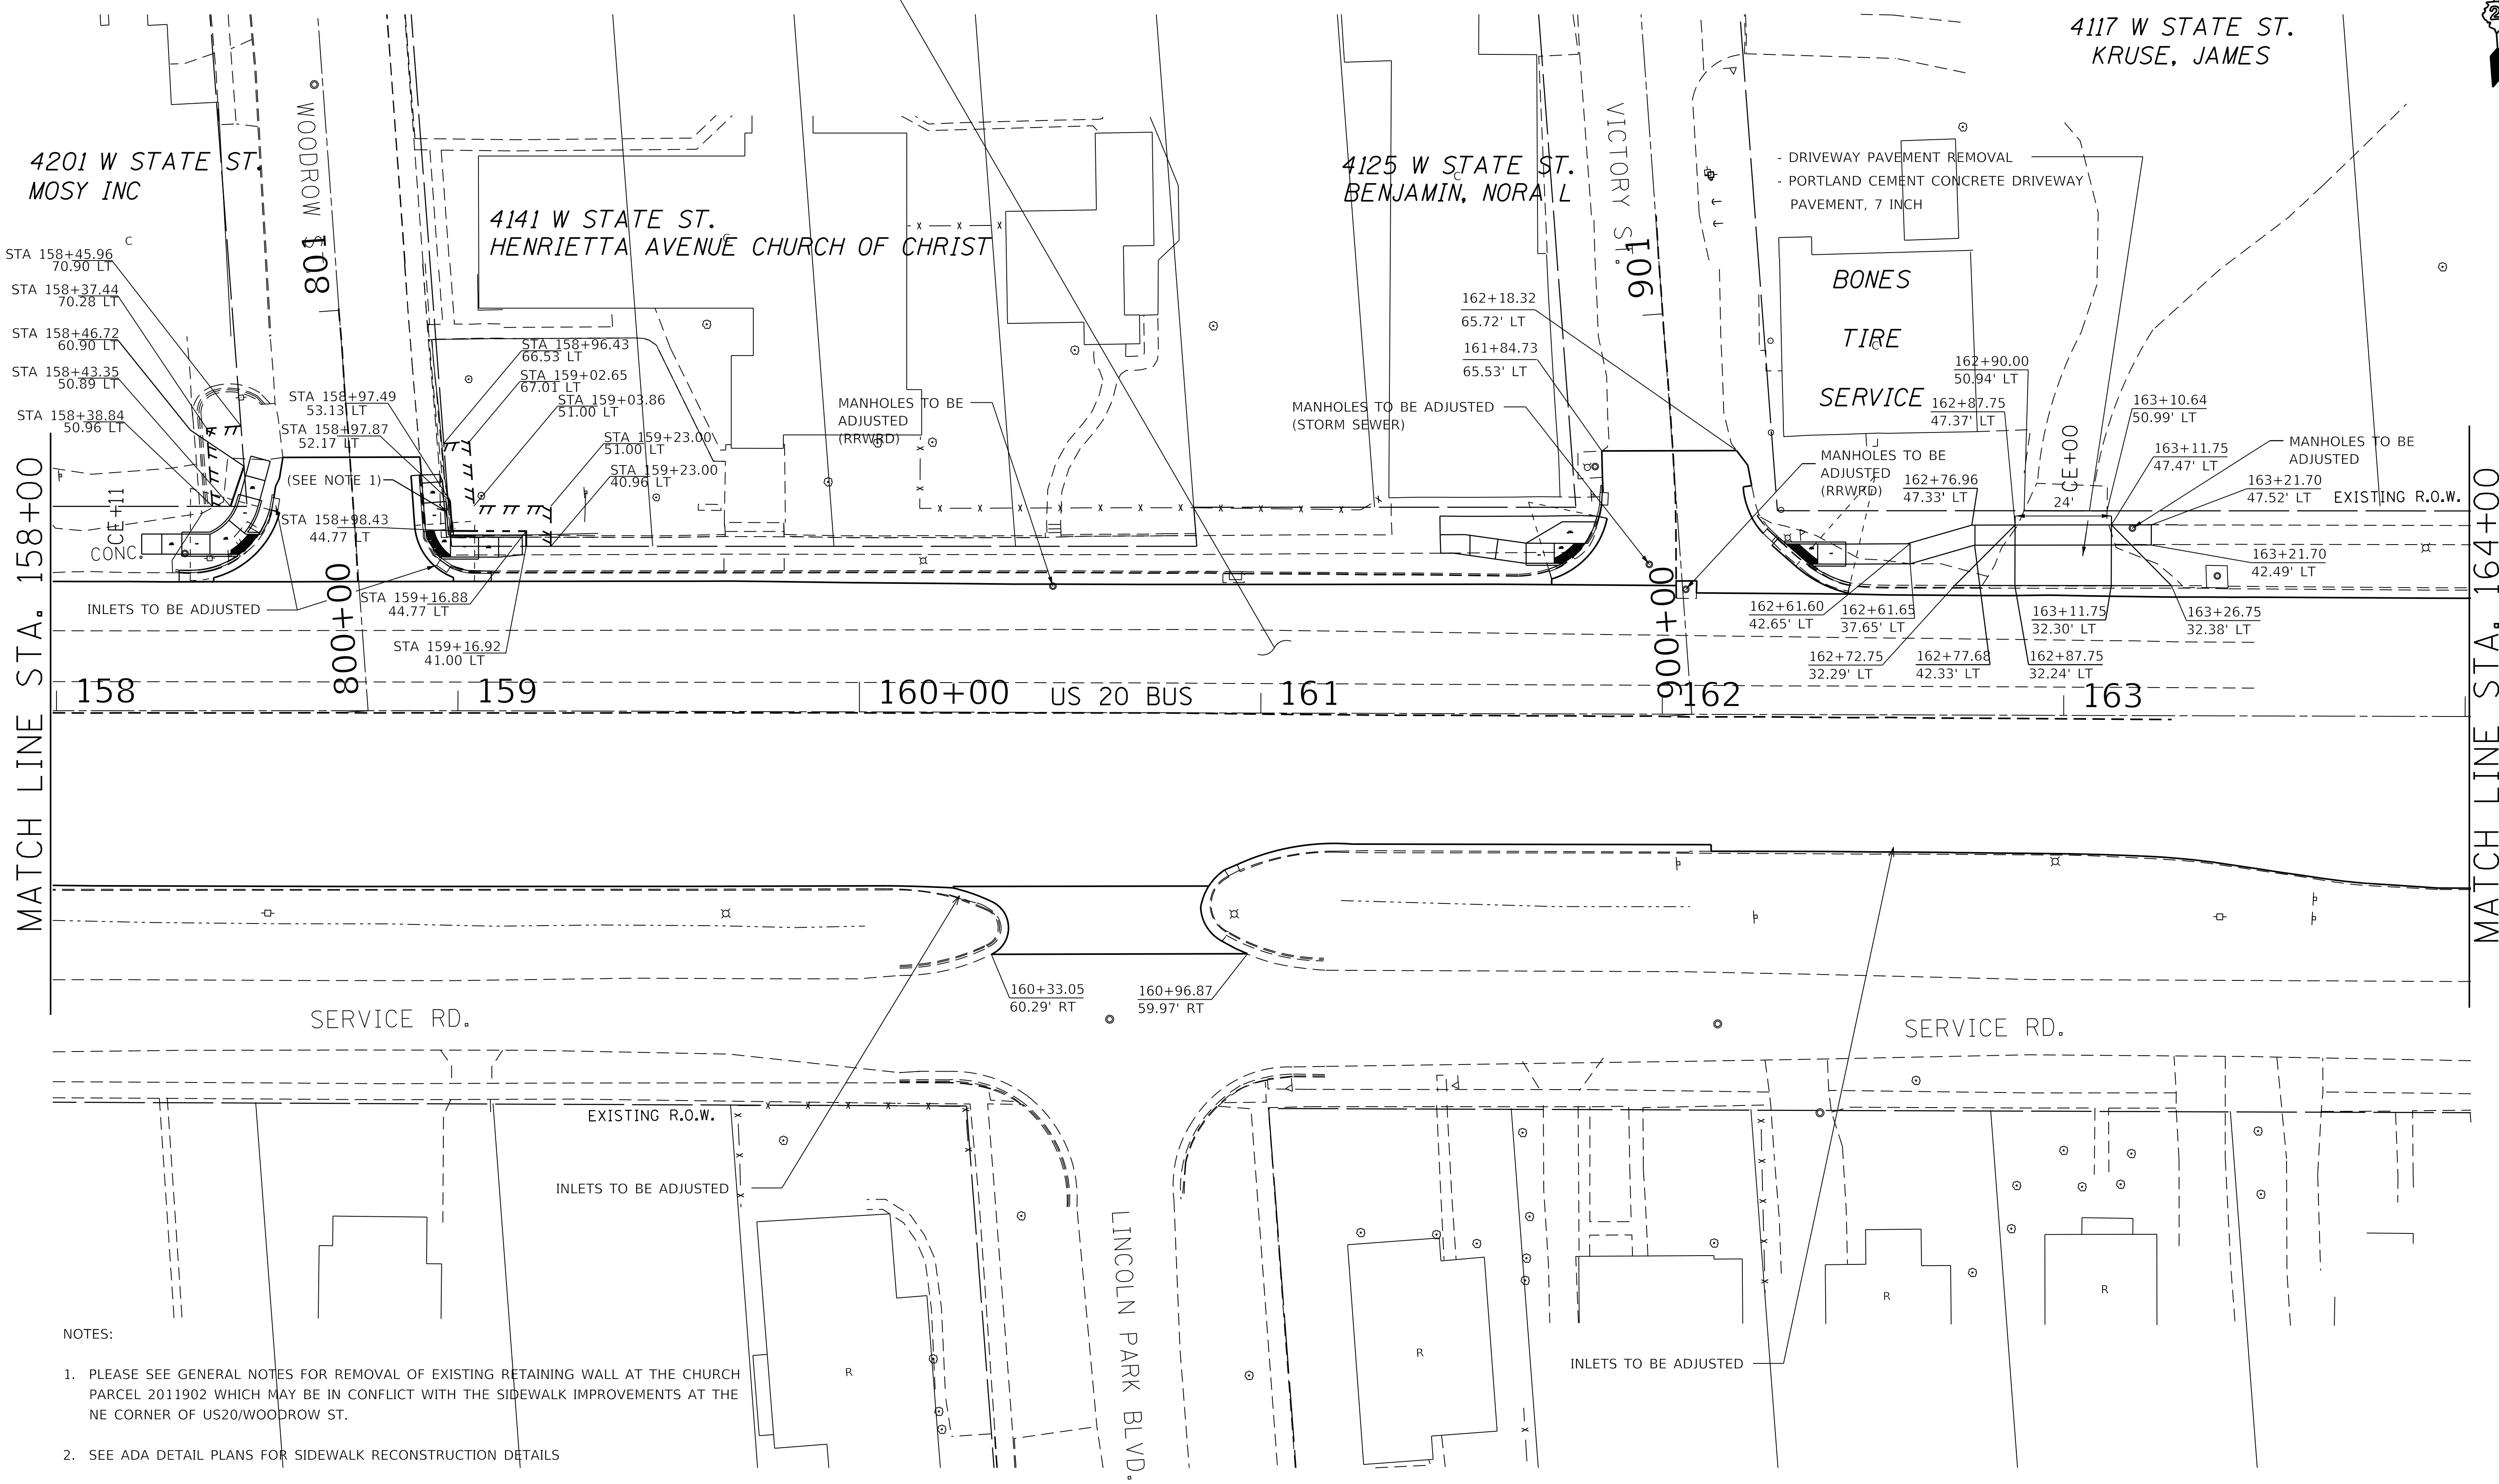 4117 W STATE ST.
KRUSE, JAMES
4201 W STATE ST.
MOSY INC
WOODROW ST.
801
4141 W STATE ST.
HENRIETTA AVENUE CHURCH OF CHRIST
4125 W STATE ST.
BENJAMIN, NORA L
VICTORY ST.
901
- DRIVEWAY PAVEMENT REMOVAL
- PORTLAND CEMENT CONCRETE DRIVEWAY
PAVEMENT, 7 INCH
BONES
TIRE
SERVICE
C
C
C
C
STA 158+45.96
70.90 LT
STA 158+37.44
70.28 LT
STA 158+46.72
60.90 LT
STA 158+43.35
50.89 LT
STA 158+38.84
50.96 LT
STA 158+97.49
53.13 LT
STA 158+97.87
52.17 LT
(SEE NOTE 1)
STA 158+98.43
44.77 LT
STA 158+96.43
66.53 LT
STA 159+02.65
67.01 LT
STA 159+03.86
51.00 LT
STA 159+23.00
51.00 LT
STA 159+23.00
40.96 LT
STA 159+16.88
44.77 LT
STA 159+16.92
41.00 LT
CE+11
CONC.
INLETS TO BE ADJUSTED
MANHOLES TO BE
ADJUSTED
(RRWRD)
MANHOLES TO BE ADJUSTED
(STORM SEWER)
162+18.32
65.72' LT
161+84.73
65.53' LT
MANHOLES TO BE
ADJUSTED
(RRWRD)
162+90.00
50.94' LT
162+87.75
47.37' LT
162+76.96
47.33' LT
CE+00
24'
163+10.64
50.99' LT
163+11.75
47.47' LT
MANHOLES TO BE
ADJUSTED
163+21.70
47.52' LT
EXISTING R.O.W.
163+21.70
42.49' LT
162+61.60
42.65' LT
162+61.65
37.65' LT
163+11.75
32.30' LT
163+26.75
32.38' LT
162+72.75
32.29' LT
162+77.68
42.33' LT
162+87.75
32.24' LT
MATCH LINE STA. 158+00
MATCH LINE STA. 164+00
800+00
900+00
158
159
160+00
US 20 BUS
161
162
163
160+33.05
60.29' RT
160+96.87
59.97' RT
SERVICE RD.
SERVICE RD.
EXISTING R.O.W.
INLETS TO BE ADJUSTED
LINCOLN PARK BLVD.
INLETS TO BE ADJUSTED
R
R
R
R
NOTES:
1. PLEASE SEE GENERAL NOTES FOR REMOVAL OF EXISTING RETAINING WALL AT THE CHURCH
PARCEL 2011902 WHICH MAY BE IN CONFLICT WITH THE SIDEWALK IMPROVEMENTS AT THE
NE CORNER OF US20/WOODROW ST.
2. SEE ADA DETAIL PLANS FOR SIDEWALK RECONSTRUCTION DETAILS